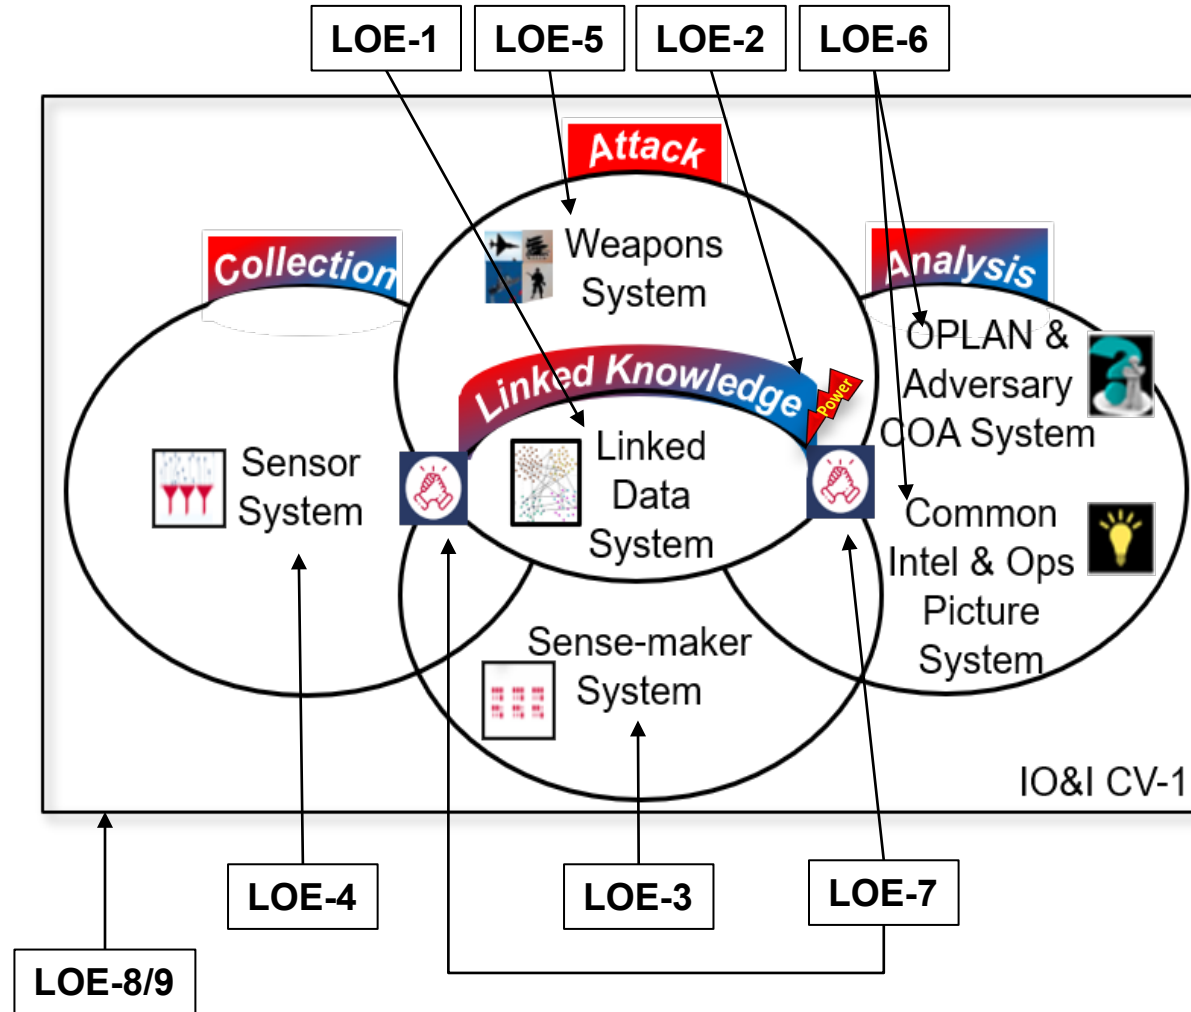 LOE-1
LOE-5
LOE-2
LOE-6
Attack
Collection
Analysis
Weapons
System
OPLAN &
Adversary
COA System
Linked Knowledge
Power
Sensor
System
Linked
Data
System
Common
Intel & Ops
Picture
System
Sense-maker
System
IO&I CV-1
LOE-4
LOE-3
LOE-7
LOE-8/9